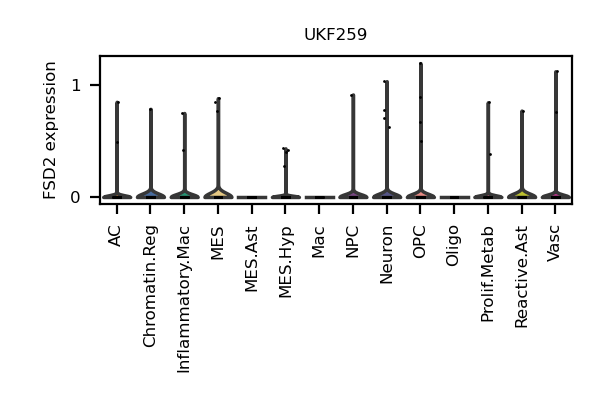 UKF259
FSD2 expression
1
0
AC
Chromatin.Reg
Inflammatory.Mac
MES
MES.Ast
MES.Hyp
Mac
NPC
Neuron
OPC
Oligo
Prolif.Metab
Reactive.Ast
Vasc